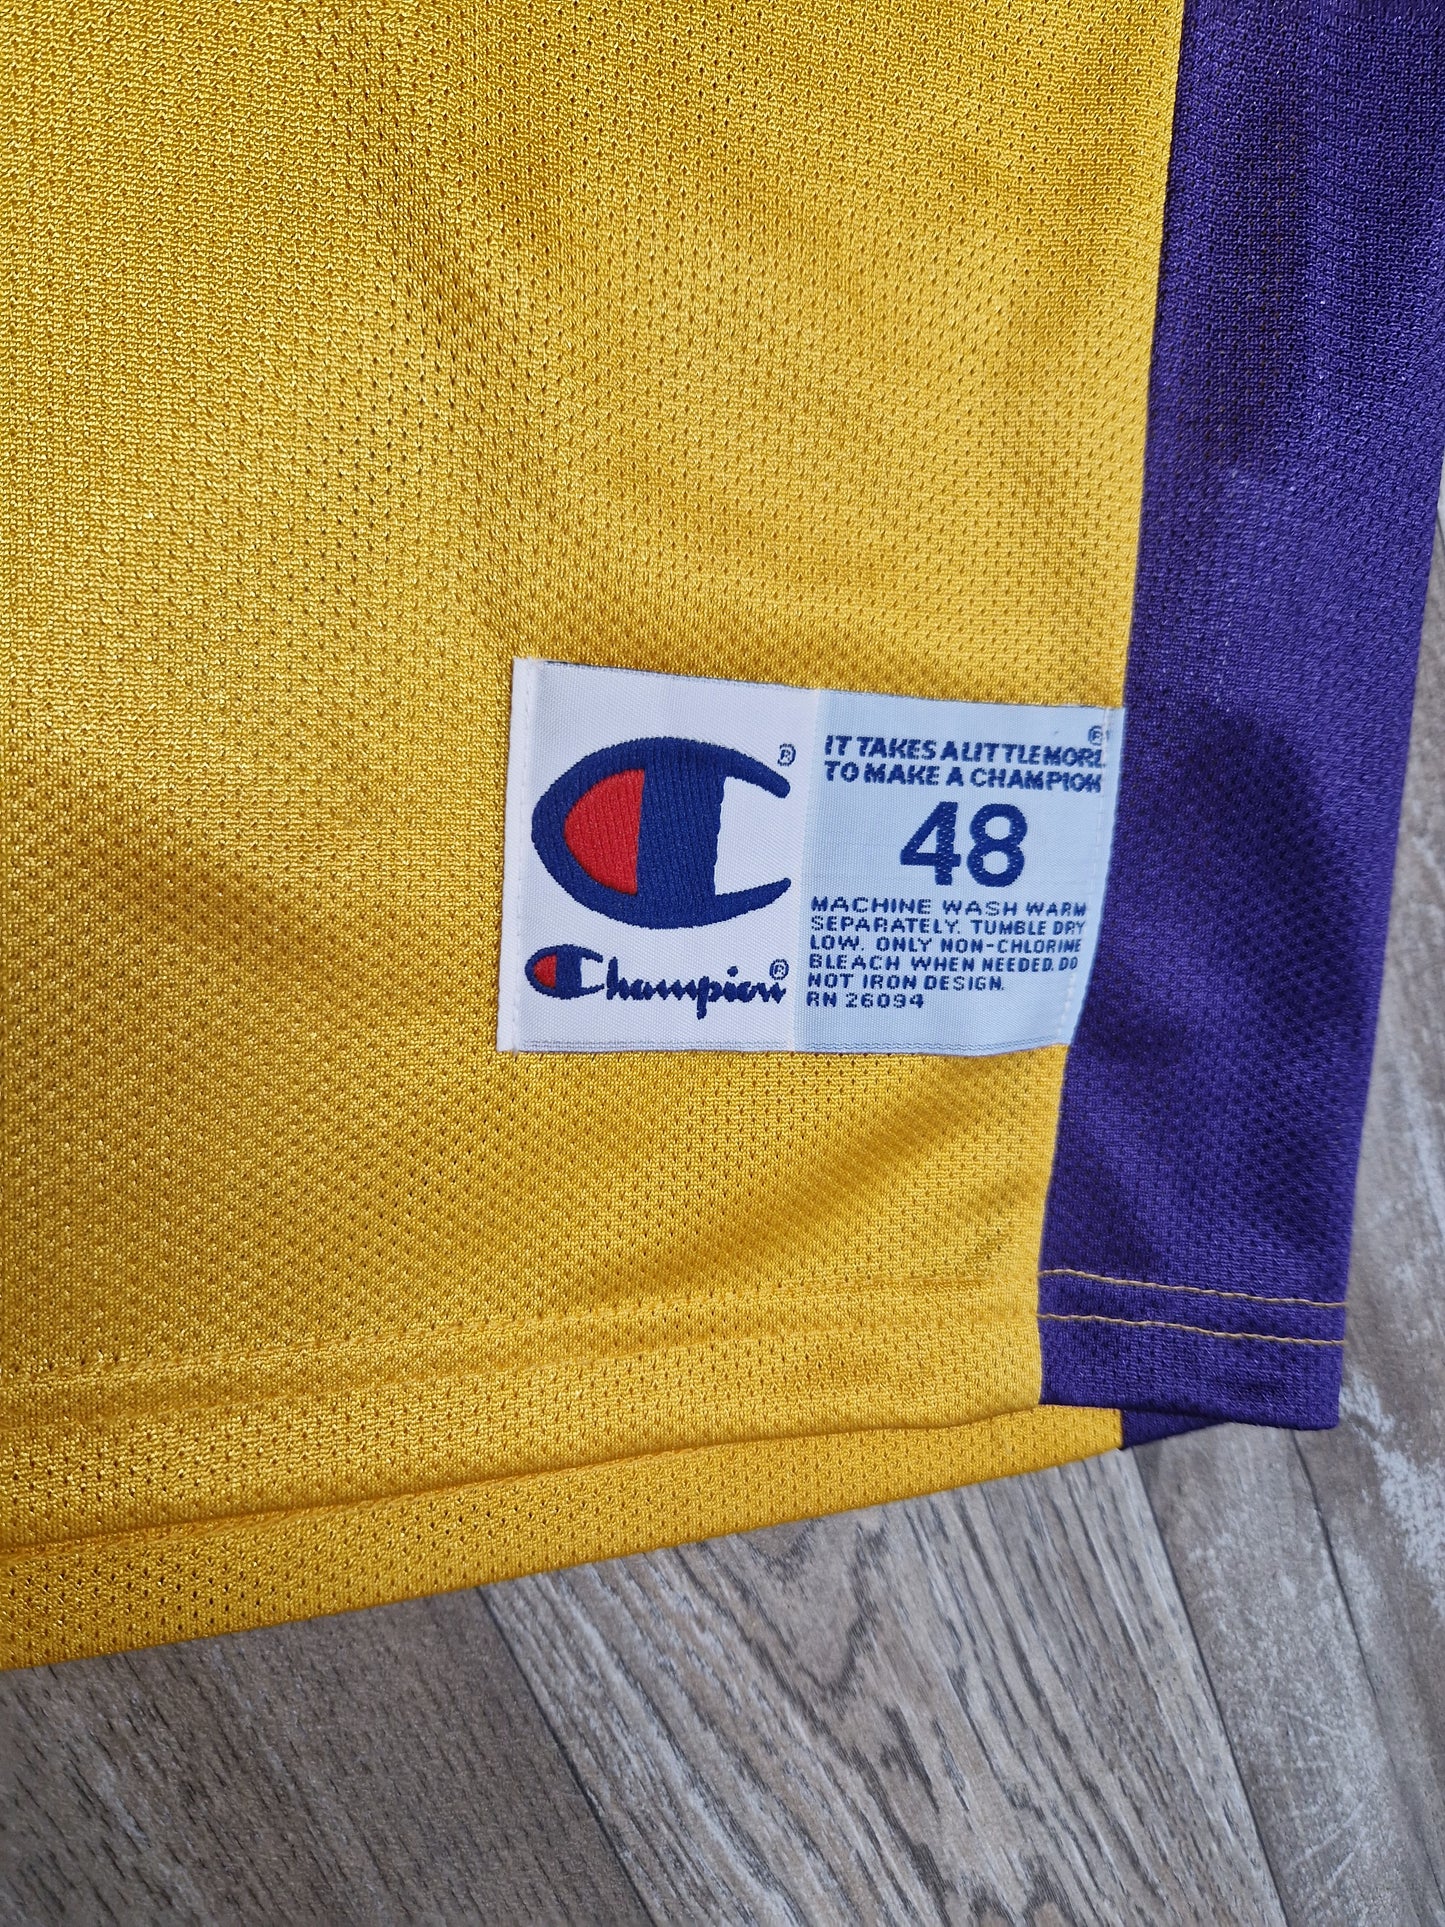 ®
IT TAKES A LITTLE MORE ®
TO MAKE A CHAMPION
48
Champion®
MACHINE WASH WARM
SEPARATELY. TUMBLE DRY
LOW. ONLY NON-CHLORINE
BLEACH WHEN NEEDED. DO
NOT IRON DESIGN.
RN 26094